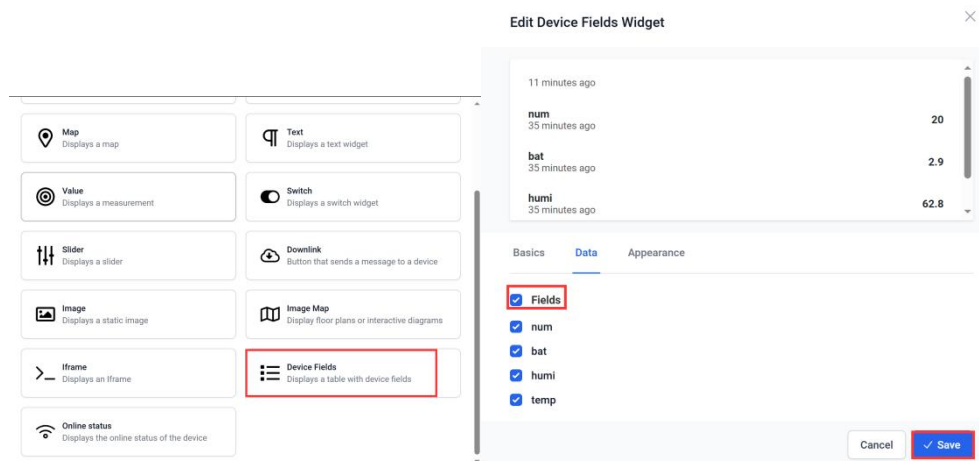 Map
Displays a map
Text
Displays a text widget
Value
Displays a measurement
Switch
Displays a switch widget
Slider
Displays a slider
Downlink
Button that sends a message to a device
Image
Displays a static image
Image Map
Display floor plans or interactive diagrams
Iframe
Displays an Iframe
Device Fields
Displays a table with device fields
Online status
Displays the online status of the device
Edit Device Fields Widget
11 minutes ago
num
35 minutes ago
20
bat
35 minutes ago
2.9
humi
35 minutes ago
62.8
Basics Data Appearance
Fields
num
bat
humi
temp
Cancel Save